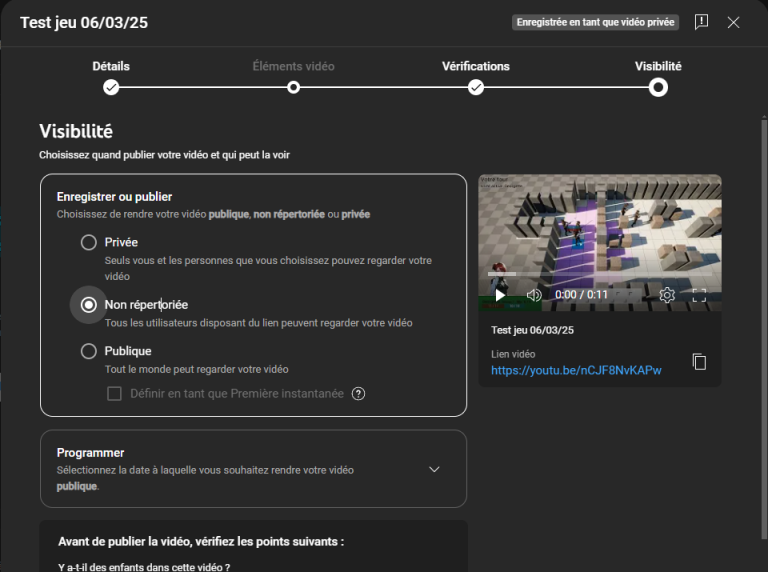 Test jeu 06/03/25
Enregistrée en tant que vidéo privée
Détails
Éléments vidéo
Vérifications
Visibilité
Visibilité
Choisissez quand publier votre vidéo et qui peut la voir
Enregistrer ou publier
Choisissez de rendre votre vidéo publique, non répertoriée ou privée
Privée
Seuls vous et les personnes que vous choisissez pouvez regarder votre
vidéo
Non répertoriée
Tous les utilisateurs disposant du lien peuvent regarder votre vidéo
Publique
Tout le monde peut regarder votre vidéo
Définir en tant que Première instantanée
0:00 / 0:11
Test jeu 06/03/25
Lien vidéo
https://youtu.be/nCJF8NvKAPw
Programmer
Sélectionnez la date à laquelle vous souhaitez rendre votre vidéo
publique.
Avant de publier la vidéo, vérifiez les points suivants :
Y a-t-il des enfants dans cette vidéo ?